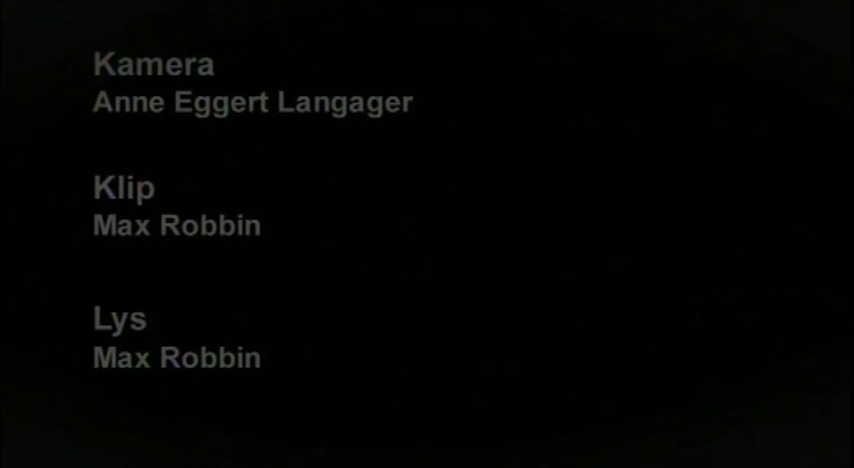 Kamera
Anne Eggert Langager
Klip
Max Robbin
Lys
Max Robbin